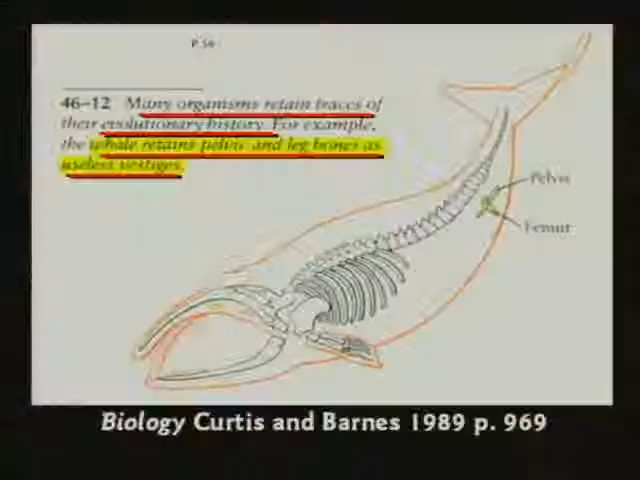 P 56
46–12 Many organisms retain traces of
their evolutionary history. For example,
the whale retains pelvic and leg bones as
useless vestiges.
Pelvis
Femur
Biology Curtis and Barnes 1989 p. 969